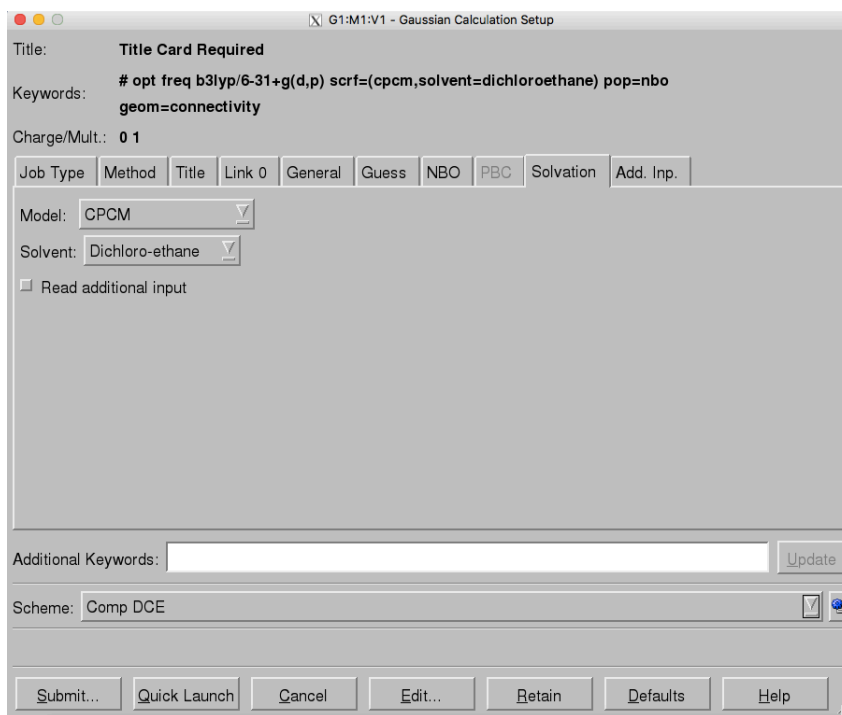 G1:M1:V1 - Gaussian Calculation Setup
Title: Title Card Required
Keywords: # opt freq b3lyp/6-31+g(d,p) scrf=(cpcm,solvent=dichloroethane) pop=nbo
geom=connectivity
Charge/Mult.: 0 1
Job Type Method Title Link 0 General Guess NBO PBC Solvation Add. Inp.
Model: CPCM
Solvent: Dichloro-ethane
Read additional input
Additional Keywords: Update
Scheme: Comp DCE
Submit... Quick Launch Cancel Edit... Retain Defaults Help